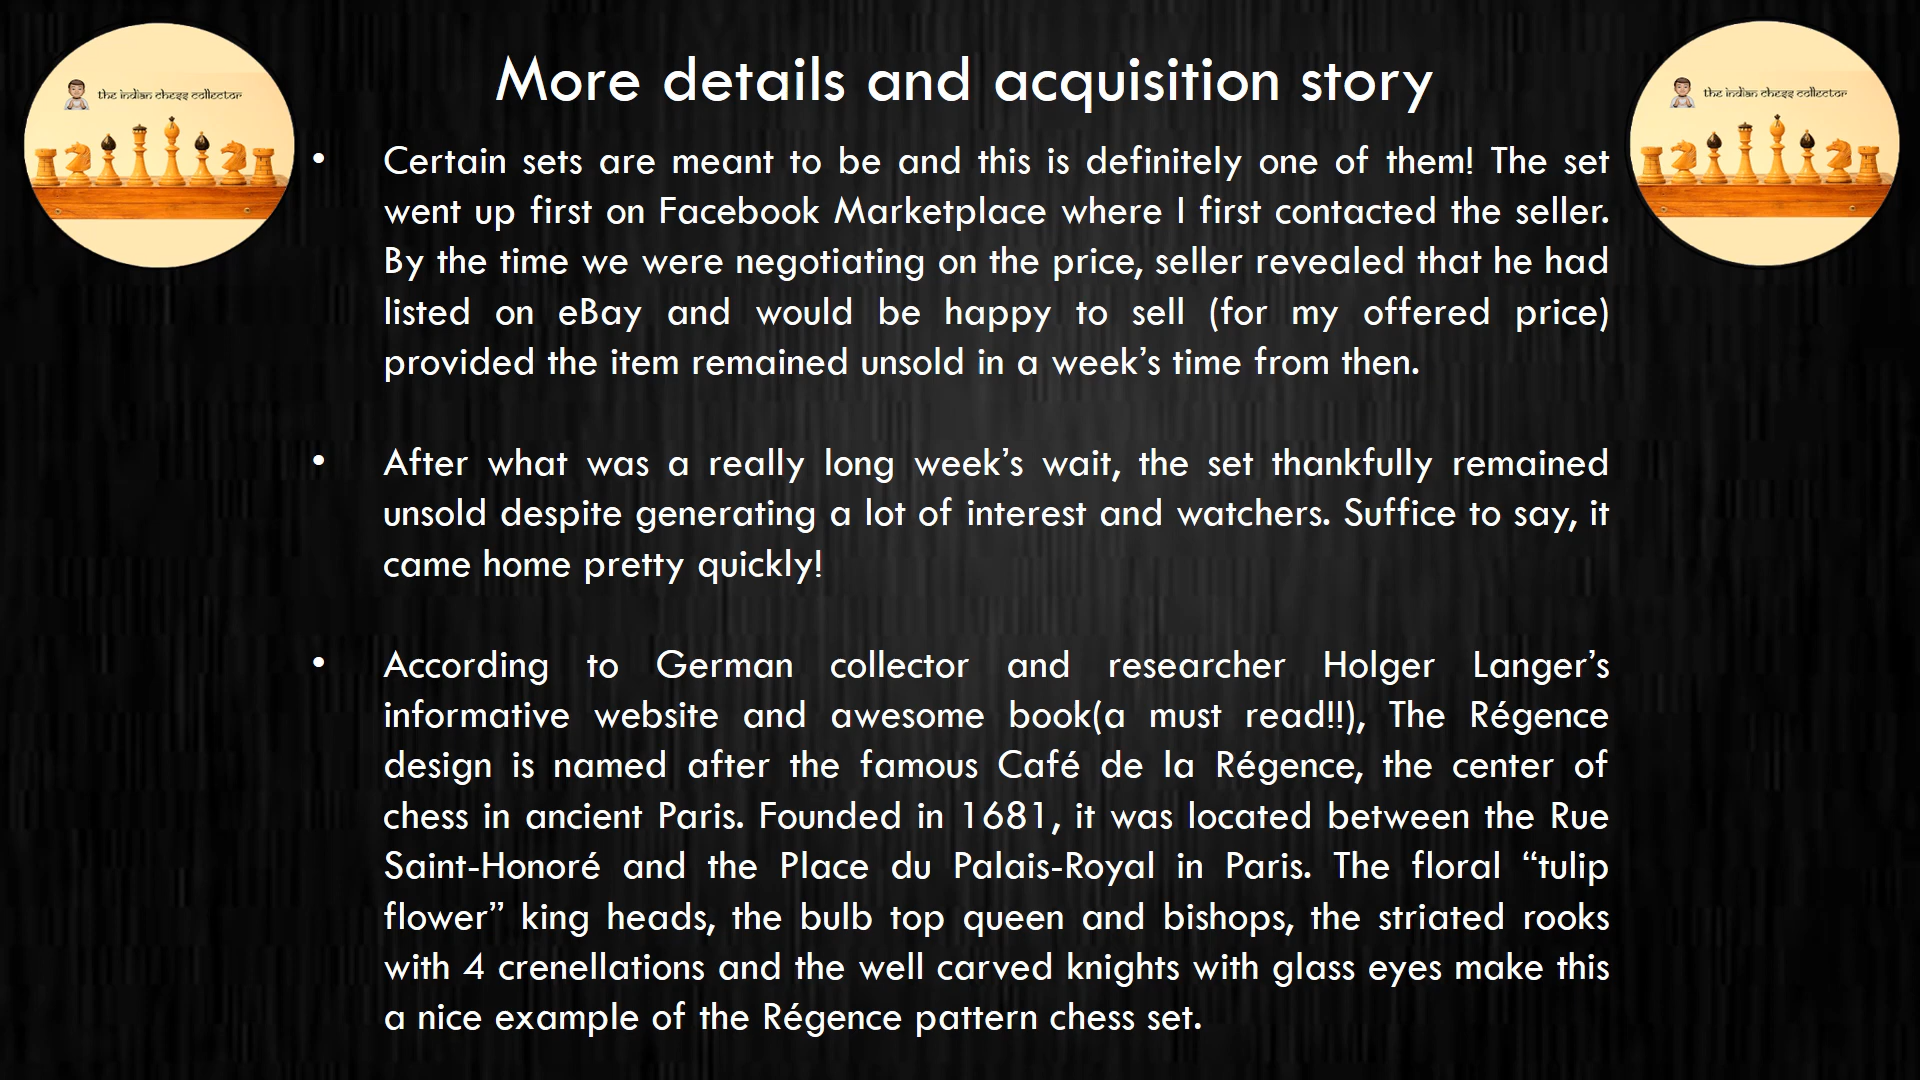 the indian chess collector
More details and acquisition story
the indian chess collector
• Certain sets are meant to be and this is definitely one of them! The set
went up first on Facebook Marketplace where I first contacted the seller.
By the time we were negotiating on the price, seller revealed that he had
listed on eBay and would be happy to sell (for my offered price)
provided the item remained unsold in a week’s time from then.
• After what was a really long week’s wait, the set thankfully remained
unsold despite generating a lot of interest and watchers. Suffice to say, it
came home pretty quickly!
• According to German collector and researcher Holger Langer’s
informative website and awesome book(a must read!!), The Régence
design is named after the famous Café de la Régence, the center of
chess in ancient Paris. Founded in 1681, it was located between the Rue
Saint-Honoré and the Place du Palais-Royal in Paris. The floral “tulip
flower” king heads, the bulb top queen and bishops, the striated rooks
with 4 crenellations and the well carved knights with glass eyes make this
a nice example of the Régence pattern chess set.